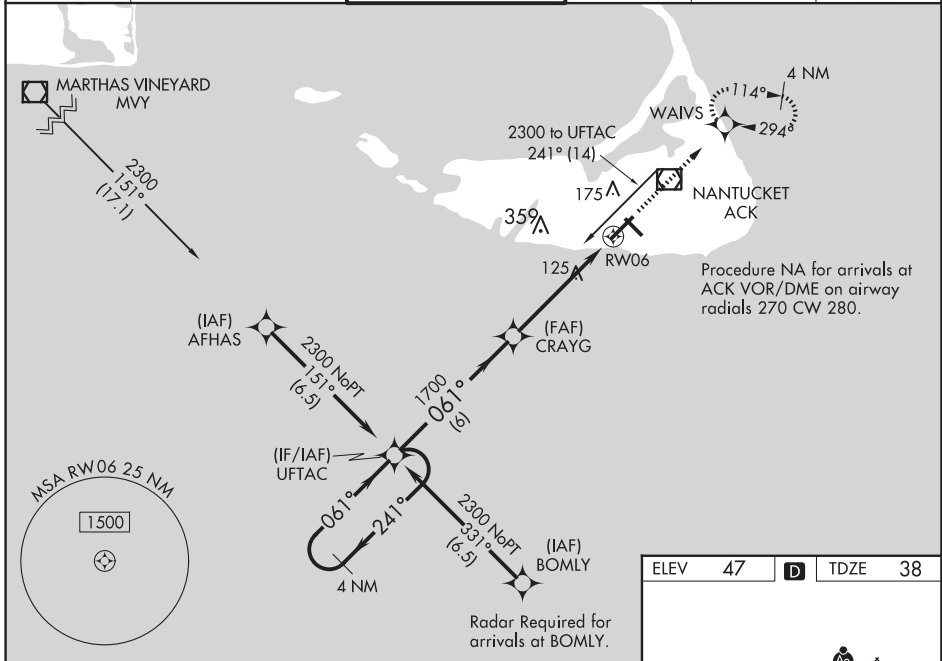 MARTHAS VINEYARD
MVY
2300
151°
(17.1)
4 NM
114°
294°
WAIVS
2300 to UFTAC
241° (14)
175
359
NANTUCKET
ACK
125
RW06
Procedure NA for arrivals at
ACK VOR/DME on airway
radials 270 CW 280.
(IAF)
AFHAS
(FAF)
CRAYG
2300 NoPT
151°
(6.5)
1700
061°
(6)
(IF/IAF)
UFTAC
MSA RW06 25 NM
1500
061°
241°
4 NM
2300 NoPT
331°
(6.5)
(IAF)
BOMLY
Radar Required for
arrivals at BOMLY.
ELEV 47 D TDZE 38